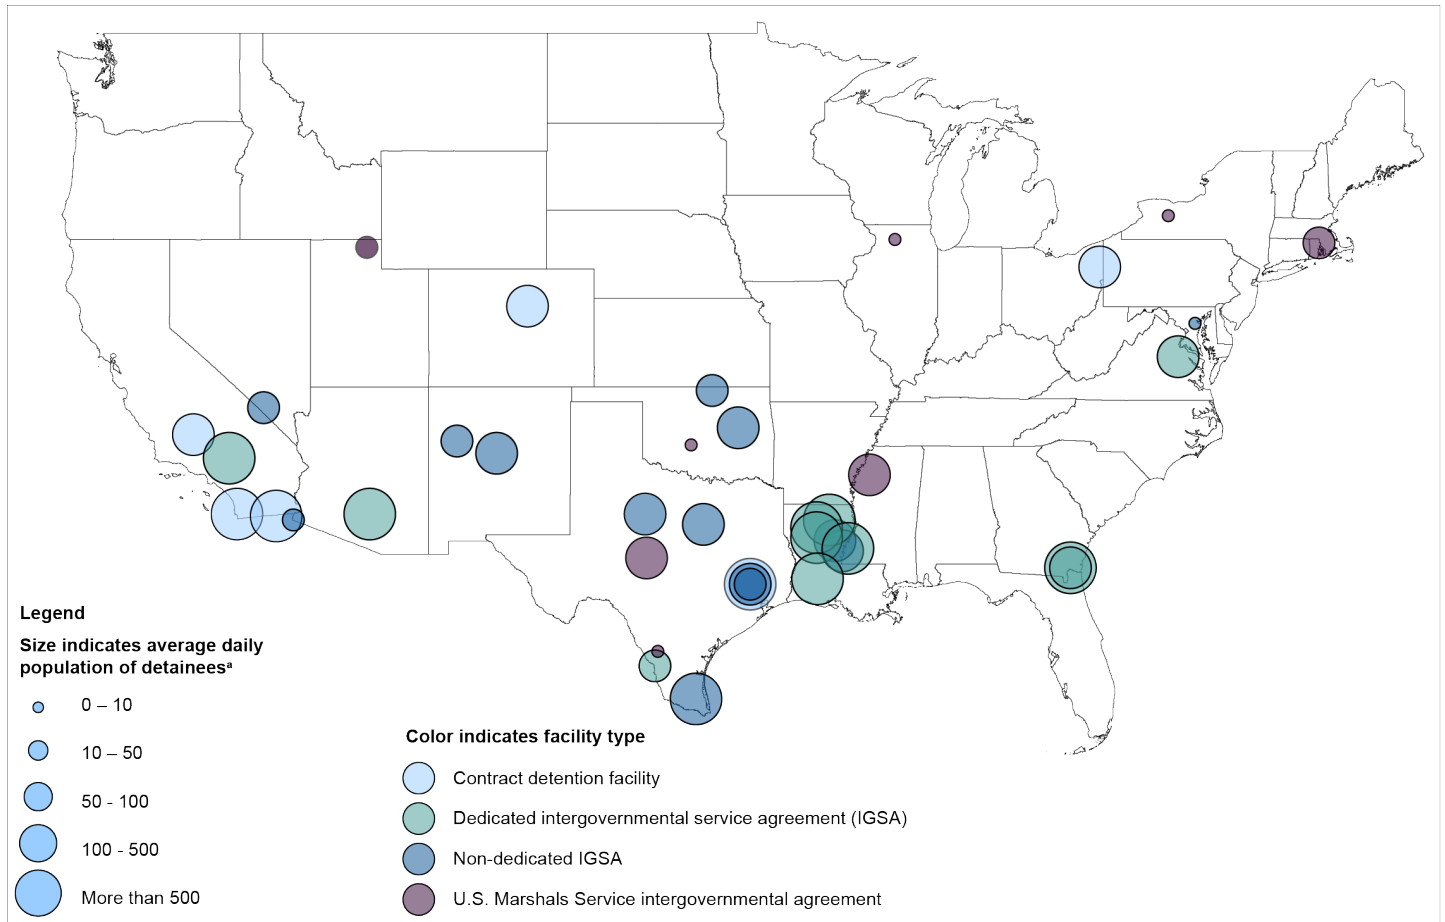 Legend
Size indicates average daily
population of detaineesᵃ
0 – 10
10 – 50
50 - 100
100 - 500
More than 500
Color indicates facility type
Contract detention facility
Dedicated intergovernmental service agreement (IGSA)
Non-dedicated IGSA
U.S. Marshals Service intergovernmental agreement